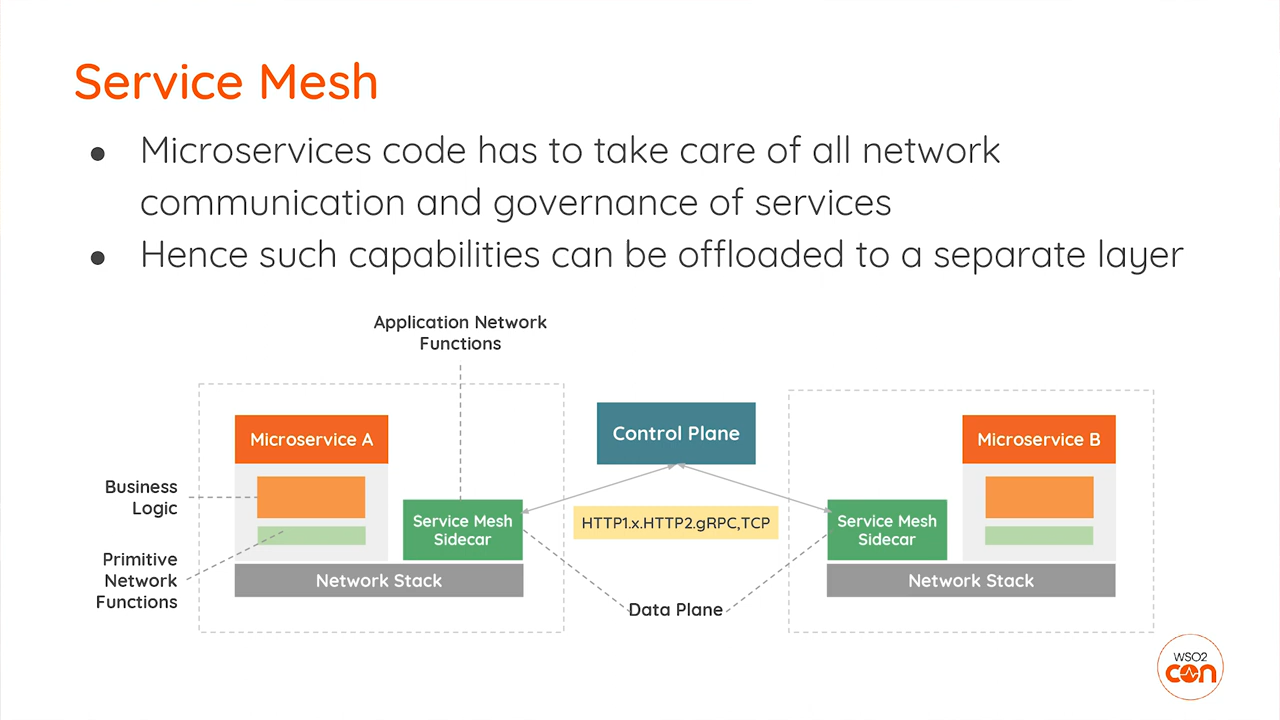 Service Mesh
● Microservices code has to take care of all network
communication and governance of services
● Hence such capabilities can be offloaded to a separate layer
Application Network
Functions
Microservice A
Control Plane
Microservice B
Business
Logic
Service Mesh
Sidecar
HTTP1.x.HTTP2.gRPC,TCP
Service Mesh
Sidecar
Primitive
Network
Functions
Network Stack
Network Stack
Data Plane
WSO2
con